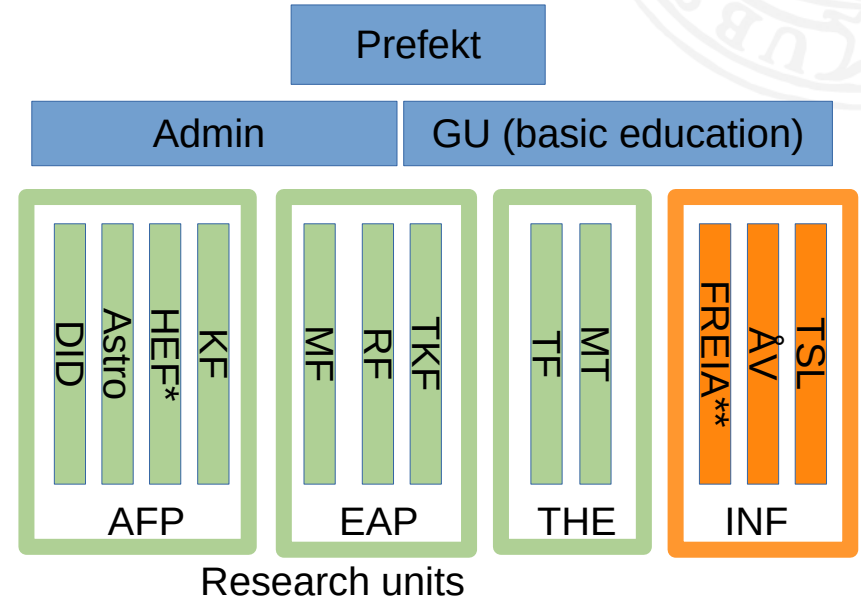 Prefekt
Admin
GU (basic education)
DID
Astro
HEF*
KF
AFP
MF
RF
TKF
EAP
TF
MT
THE
FREIA**
ÅV
TSL
INF
Research units